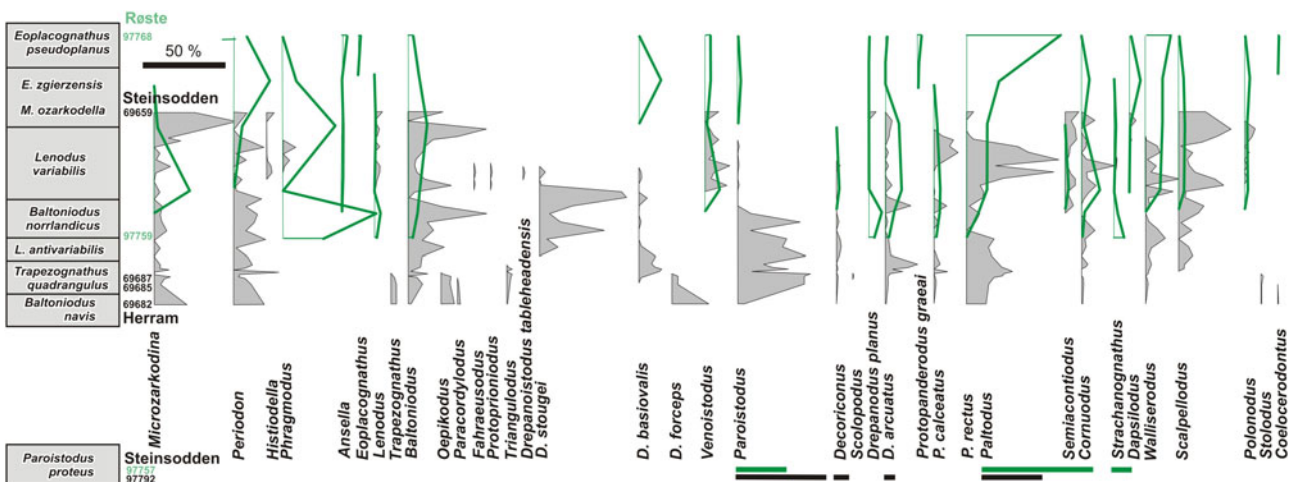 Røste
Eoplacognathus
pseudoplanus
97768
50 %
E. zgierzensis
M. ozarkodella
Steinsodden
69659
Lenodus
variabilis
Baltoniodus
norrlandicus
97759
L. antivariabilis
Trapezognathus
quadrangulus
69687
69685
Baltoniodus
navis
69682
Herram
Microzarkodina
Periodon
Histiodella
Phragmodus
Ansella
Eoplacognathus
Lenodus
Trapezognathus
Baltoniodus
Oepikodus
Paracordylodus
Fahraeusodus
Protoprioniodus
Triangulodus
Drepanoistodus tableheadensis
D. stougei
D. basiovalis
D. forceps
Venoistodus
Paroistodus
Decoriconus
Scolopodus
Drepanodus planus
D. arcuatus
Protopanderodus graeai
P. calceatus
P. rectus
Paltodus
Semiacontiodus
Cornuodus
Strachanognathus
Dapsilodus
Walliserodus
Scalpellodus
Polonodus
Stolodus
Coelocerodontus
Paroistodus
proteus
Steinsodden
97757
97792